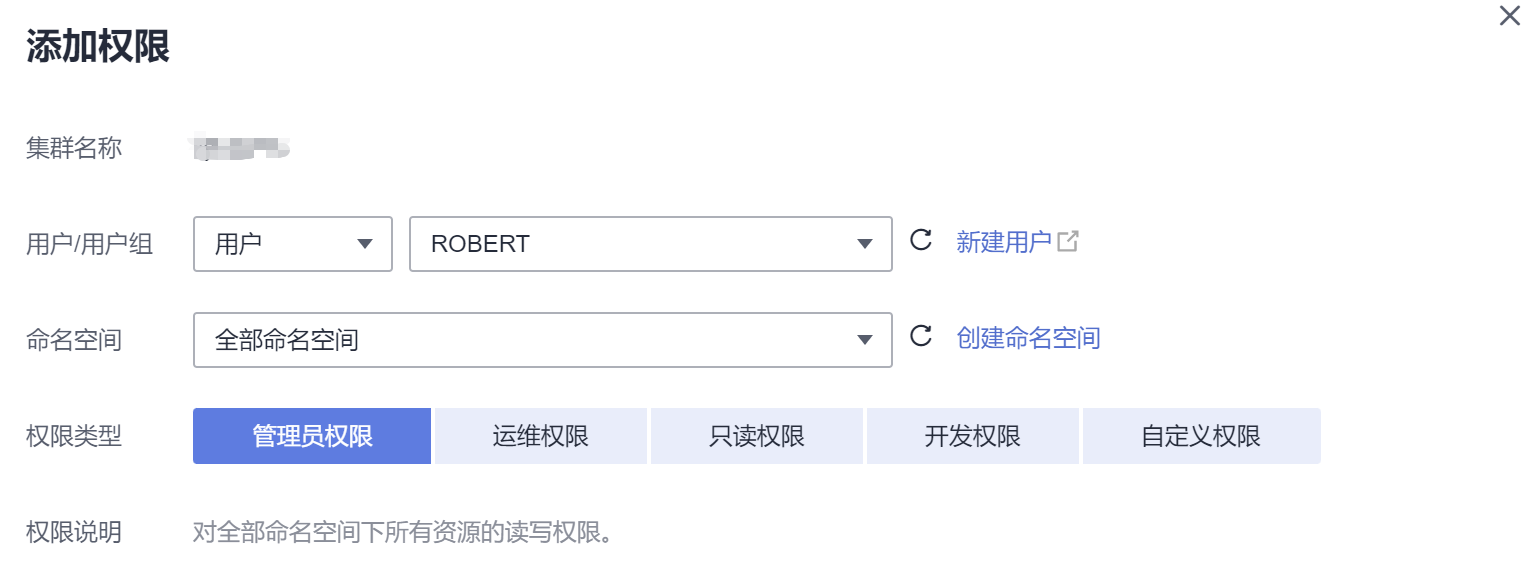 添加权限
集群名称
用户/用户组 用户 ROBERT 新建用户
命名空间 全部命名空间 创建命名空间
权限类型 管理员权限 运维权限 只读权限 开发权限 自定义权限
权限说明 对全部命名空间下所有资源的读写权限。